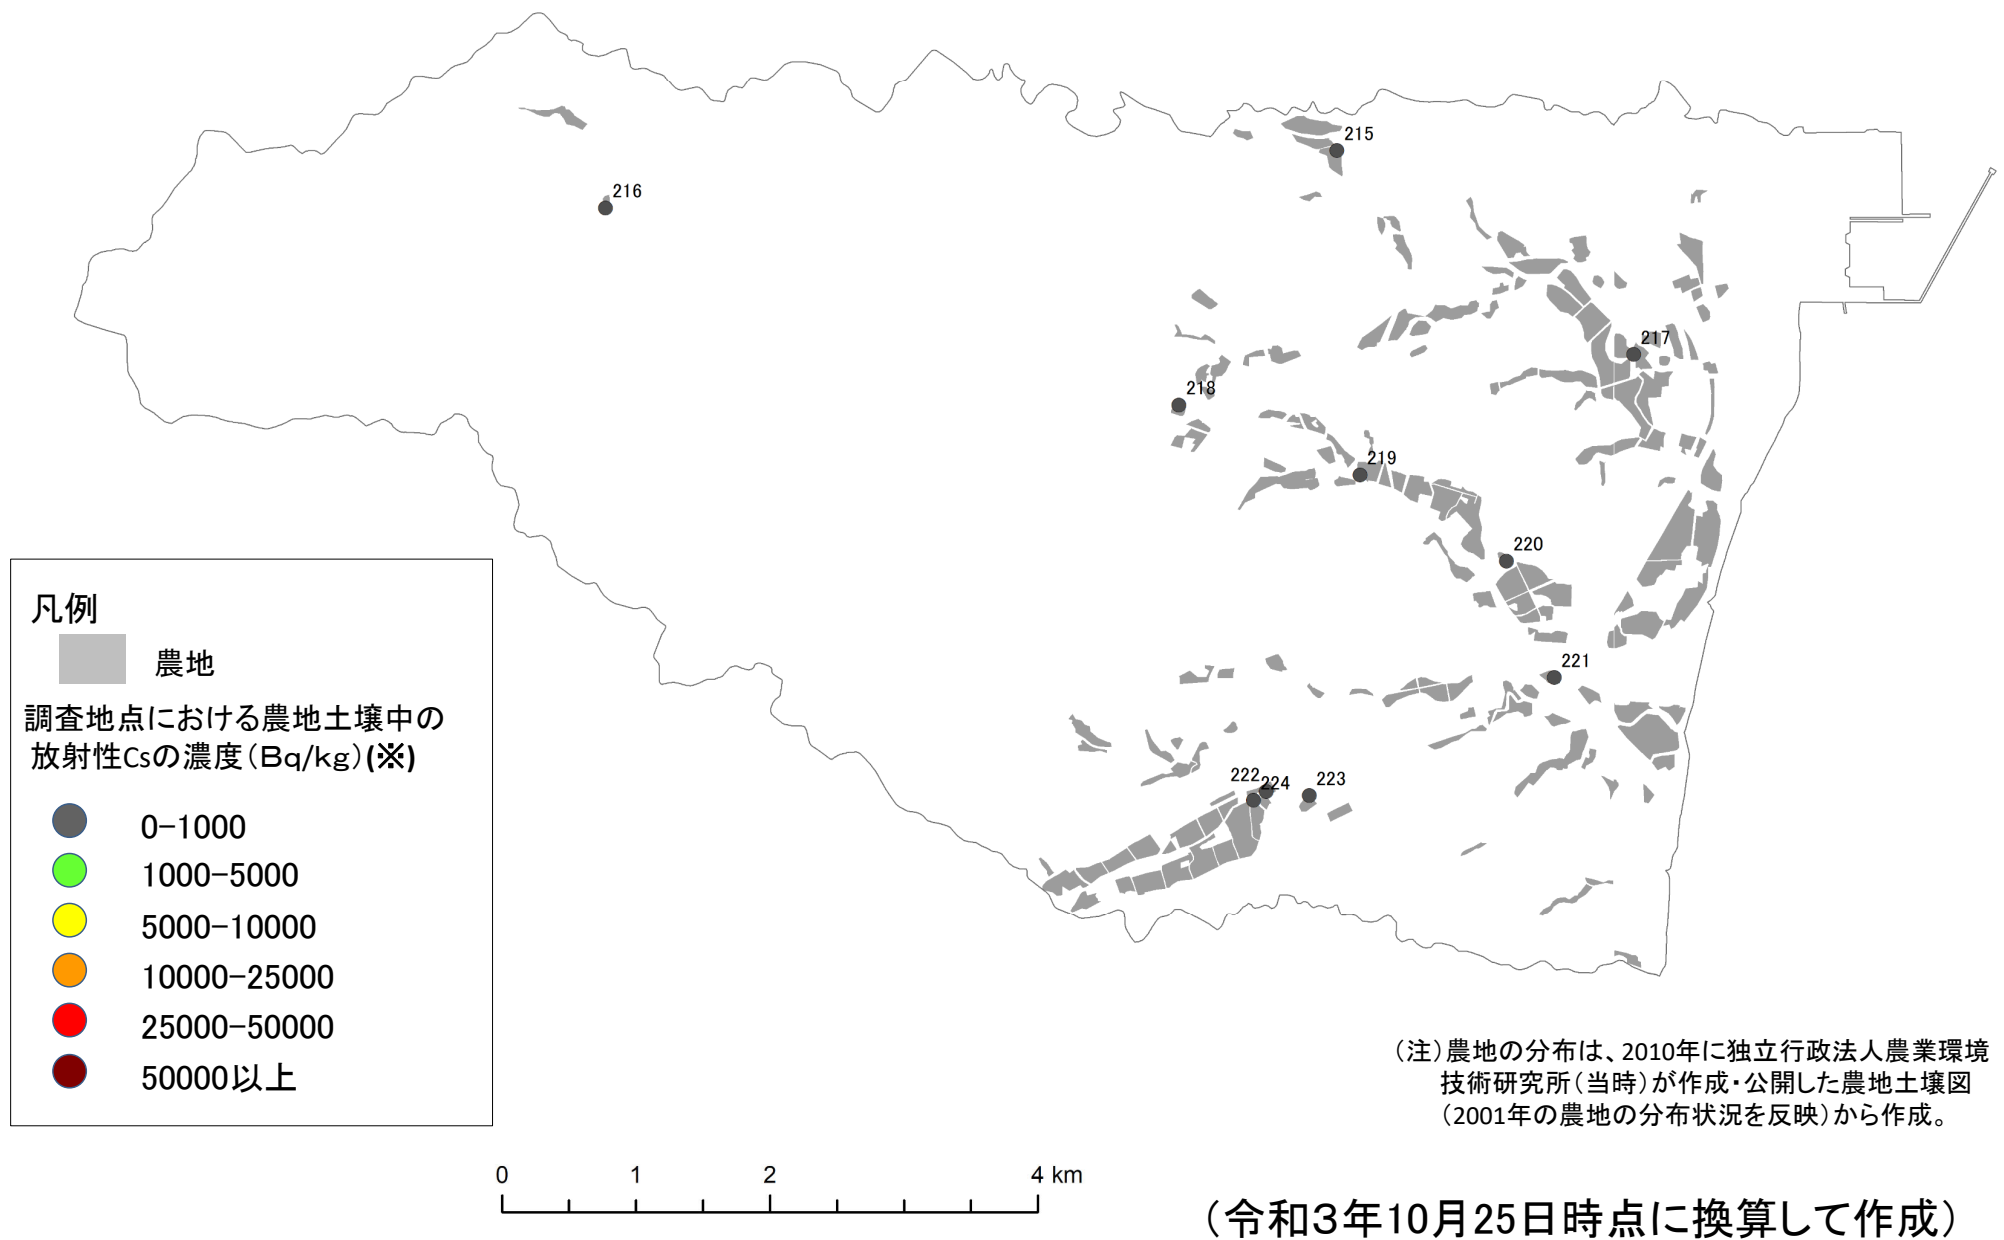 215
216
217
218
219
220
221
222
224
223
凡例
農地
調査地点における農地土壌中の
放射性Csの濃度(Bq/kg)(※)
0-1000
1000-5000
5000-10000
10000-25000
25000-50000
50000以上
(注)農地の分布は、2010年に独立行政法人農業環境
技術研究所(当時)が作成・公開した農地土壌図
(2001年の農地の分布状況を反映)から作成。
0 1 2 4 km
(令和3年10月25日時点に換算して作成)